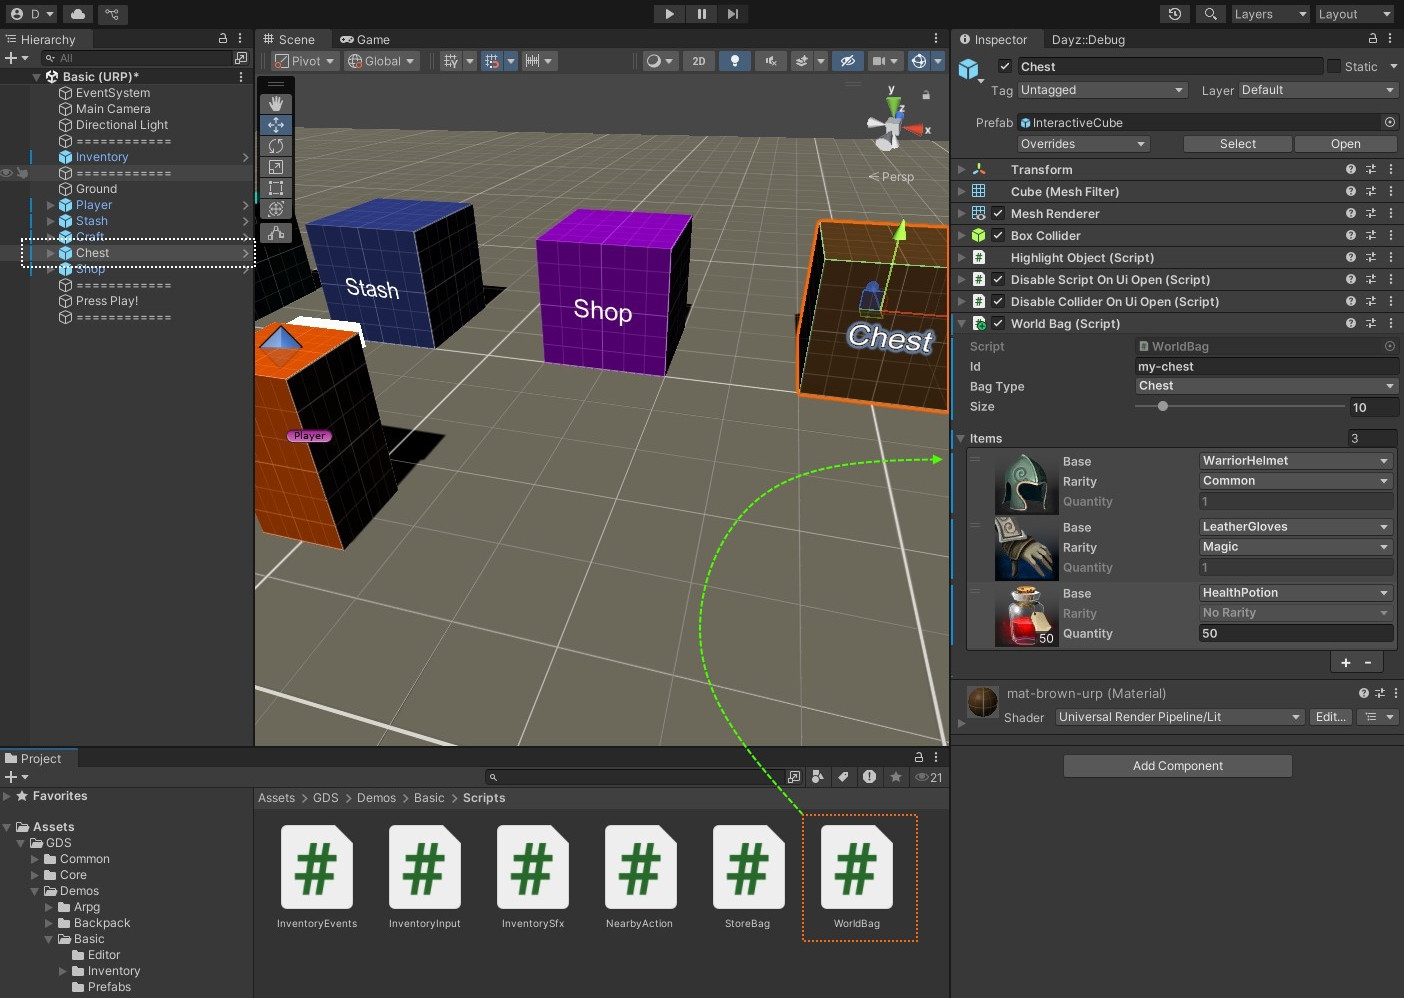 D
Layers
Layout
Hierarchy
All
Basic (URP)*
EventSystem
Main Camera
Directional Light
============
Inventory
============
Ground
Player
Stash
Craft
Chest
Shop
============
Press Play!
============
Scene
Game
Pivot
Global
2D
y
z
x
Persp
Stash
Shop
Chest
Player
Inspector
Dayz::Debug
Chest
Static
Tag
Untagged
Layer
Default
Prefab
InteractiveCube
Overrides
Select
Open
Transform
Cube (Mesh Filter)
Mesh Renderer
Box Collider
Highlight Object (Script)
Disable Script On Ui Open (Script)
Disable Collider On Ui Open (Script)
World Bag (Script)
Script
WorldBag
Id
my-chest
Bag Type
Chest
Size
10
Items
3
Base
WarriorHelmet
Rarity
Common
Quantity
1
Base
LeatherGloves
Rarity
Magic
Quantity
1
Base
HealthPotion
Rarity
No Rarity
50
Quantity
50
+ -
mat-brown-urp (Material)
Shader
Universal Render Pipeline/Lit
Edit...
Add Component
Project
21
Favorites
Assets
GDS
Common
Core
Demos
Arpg
Backpack
Basic
Editor
Inventory
Prefabs
Assets > GDS > Demos > Basic > Scripts
# # # # # #
InventoryEvents
InventoryInput
InventorySfx
NearbyAction
StoreBag
WorldBag